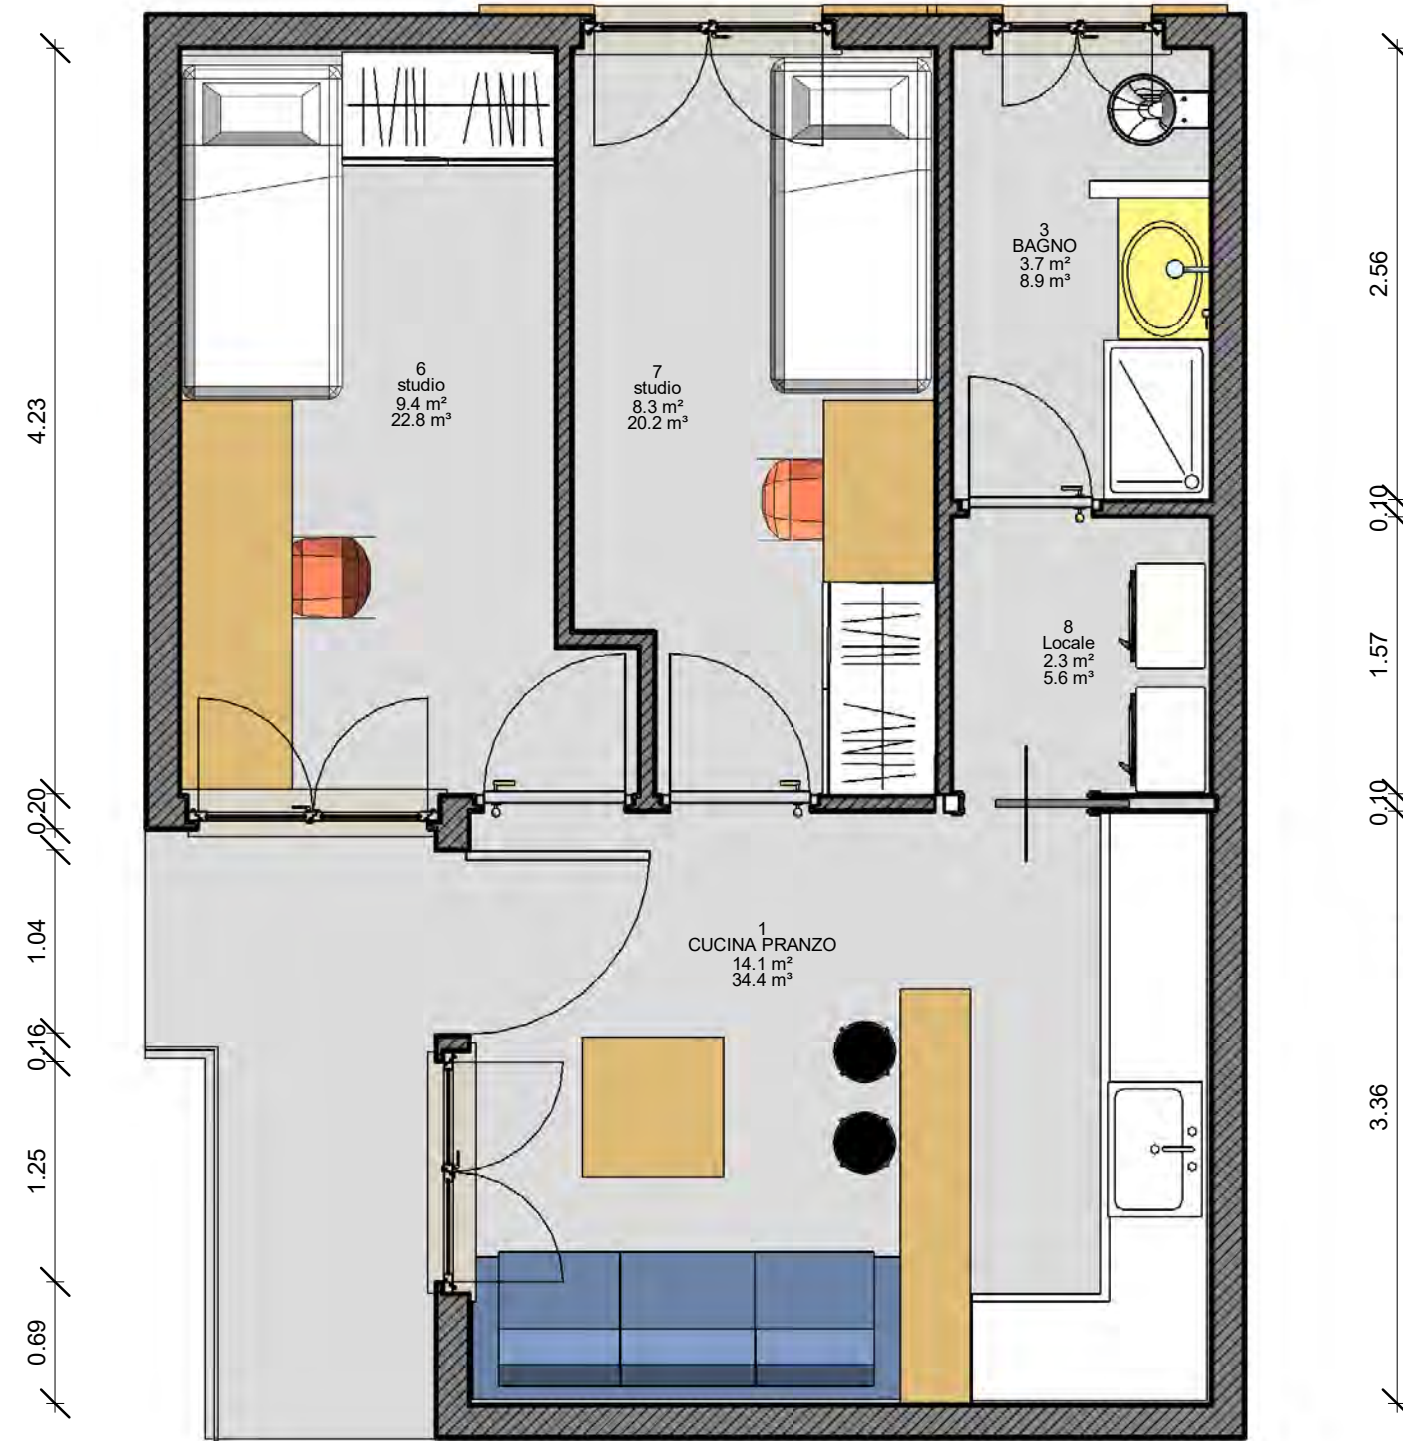 3
BAGNO
3.7 m²
8.9 m³
6
studio
9.4 m²
22.8 m³
7
studio
8.3 m²
20.2 m³
8
Locale
2.3 m²
5.6 m³
1
CUCINA PRANZO
14.1 m²
34.4 m³
4.23
0.20
1.04
0.16
1.25
0.69
2.56
0.10
1.57
0.10
3.36